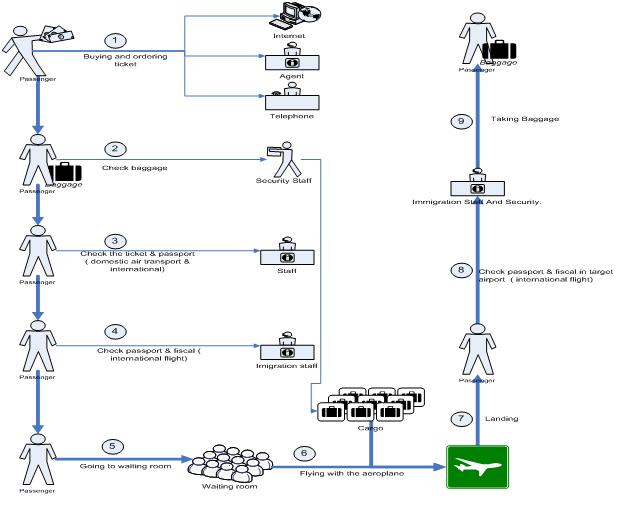 Passenger
1
Buying and ordering
ticket
Internet
Agent
Telephone
2
Check baggage
Baggage
Passenger
Security Staff
3
Check the ticket & passport
( domestic air transport &
international)
Passenger
Staff
4
Check passport & fiscal (
international flight)
Passenger
Imigration staff
Cargo
5
Going to waiting room
Passenger
Waiting room
6
Flying with the aeroplane
7
Landing
Passenger
8
Check passport & fiscal in target
airport ( international flight)
Immigration Staff And Security.
9
Taking Baggage
Baggage
Passenger